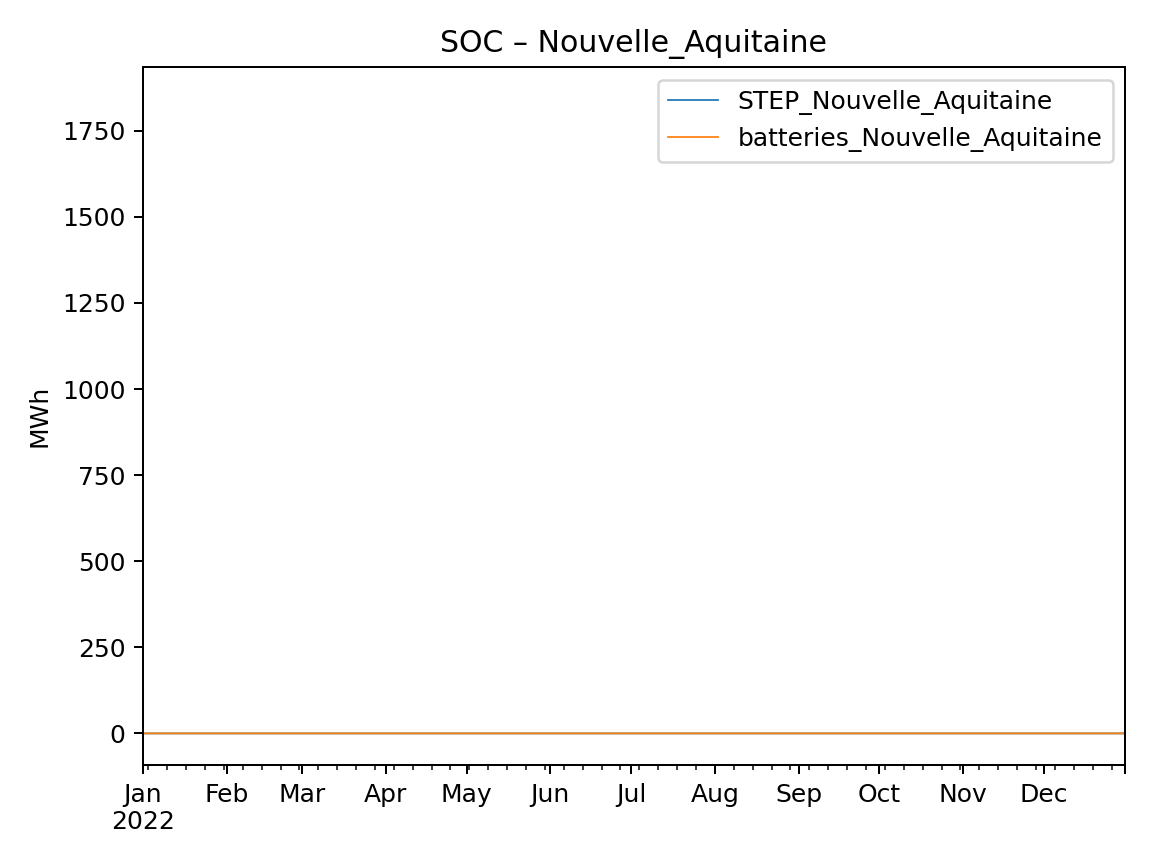 SOC – Nouvelle_Aquitaine
STEP_Nouvelle_Aquitaine
batteries_Nouvelle_Aquitaine
MWh
1750
1500
1250
1000
750
500
250
0
Jan Feb Mar Apr May Jun Jul Aug Sep Oct Nov Dec
2022